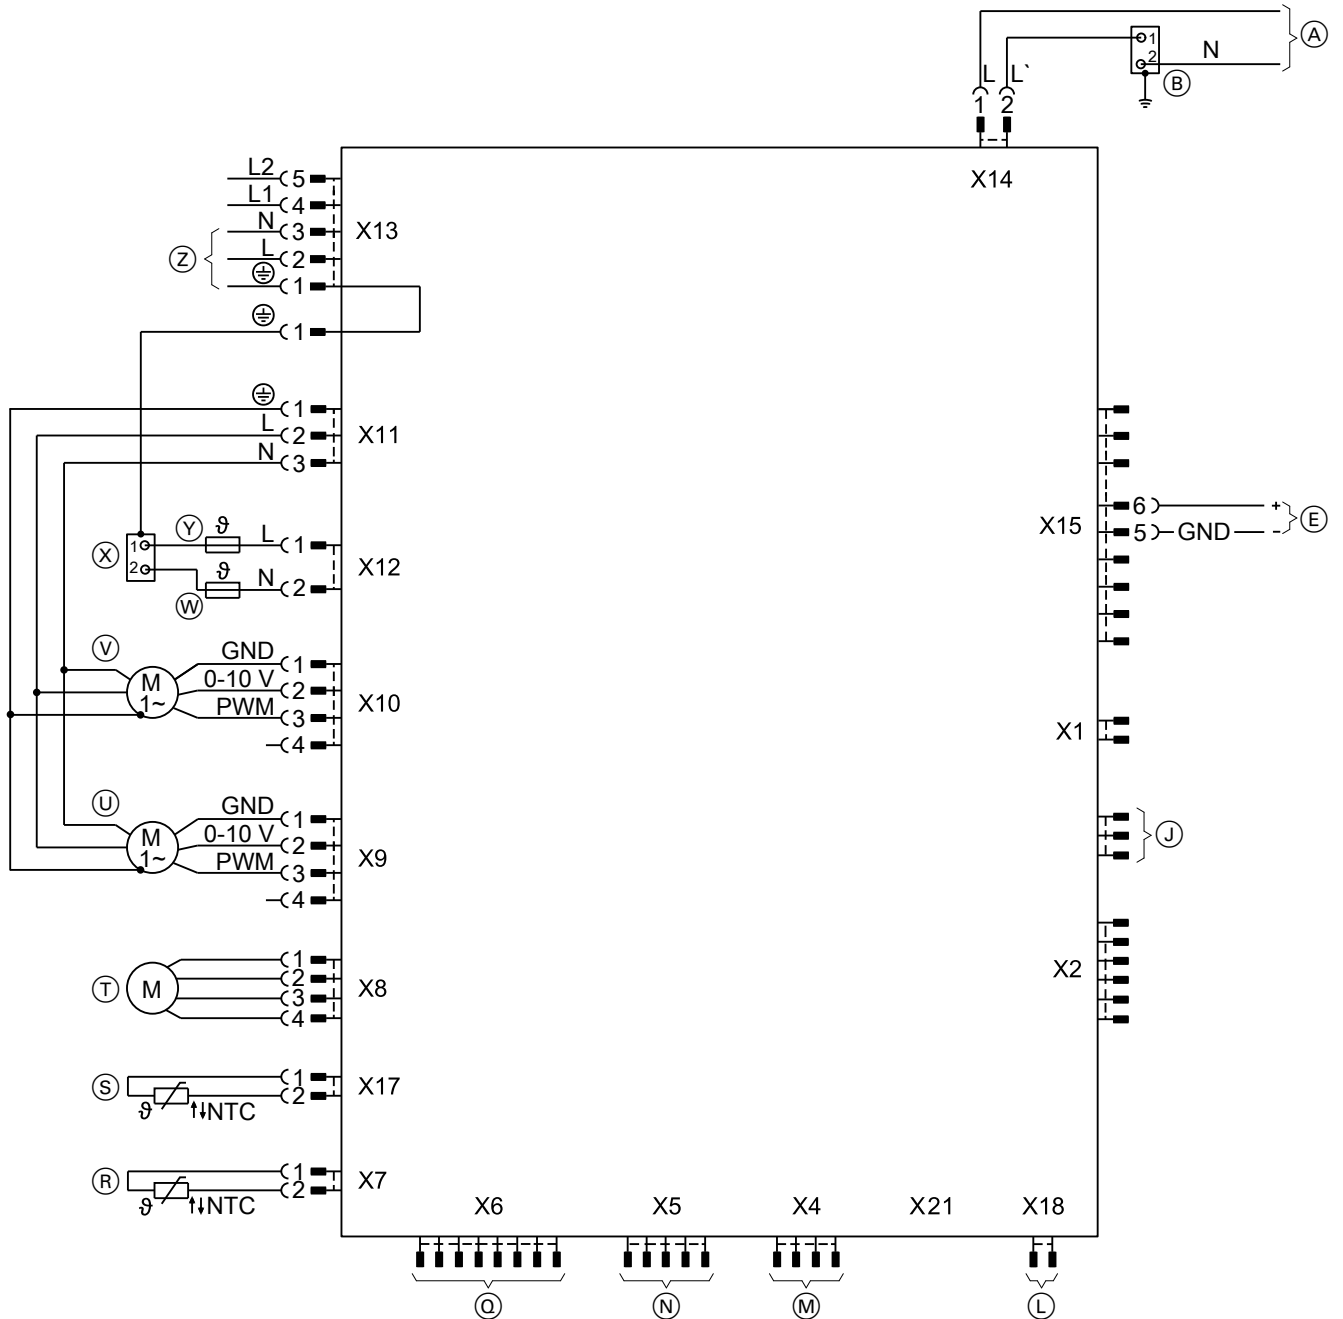 A
1
2
N
B
L
L`
1
2
X14
L2
5
L1
4
N
3
X13
L
2
Z
1
1
1
L
2
X11
N
3
Y
ϑ
L
1
X
1
2
X12
ϑ
N
2
W
6
+
X15
E
5
GND
-
V
GND
1
M
1~
0-10 V
2
X10
PWM
3
4
X1
U
GND
1
M
1~
0-10 V
2
X9
PWM
3
4
J
T
M
1
2
X8
3
4
X2
S
1
X17
2
ϑ
NTC
R
1
X7
2
ϑ
NTC
X6
X5
X4
X21
X18
Q
N
M
L